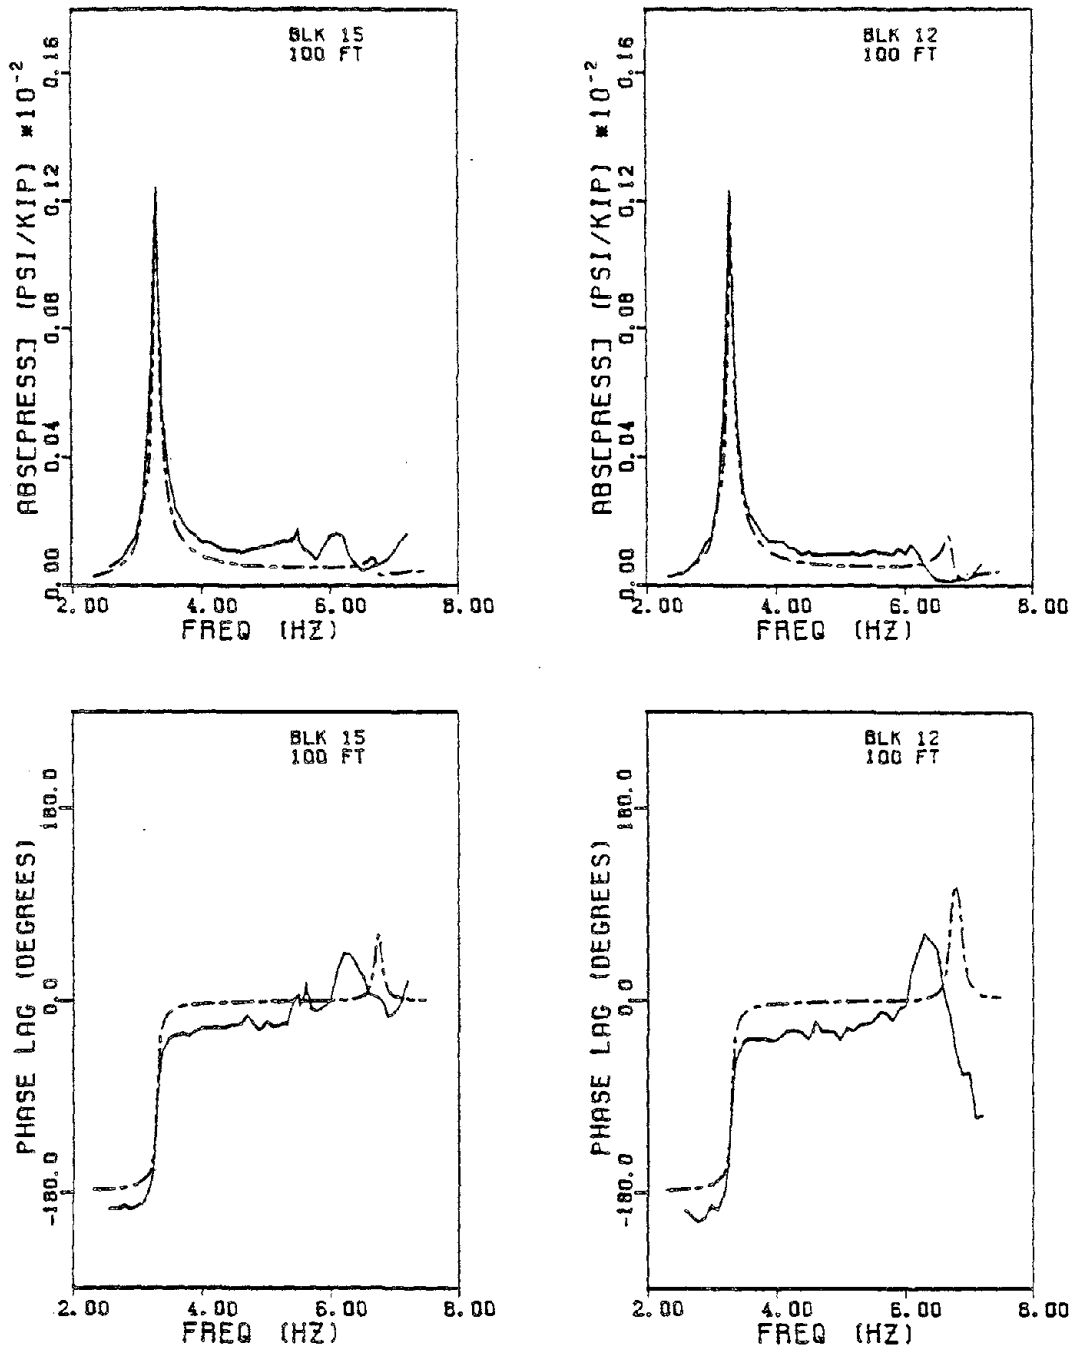 BLK 15
100 FT
ABS[PRESS] (PSI/KIP) *10-2
0.16
0.12
0.08
0.04
0.00
2.00 4.00 6.00 8.00
FREQ (HZ)
BLK 12
100 FT
ABS[PRESS] (PSI/KIP) *10-2
0.16
0.12
0.08
0.04
0.00
2.00 4.00 6.00 8.00
FREQ (HZ)
BLK 15
100 FT
PHASE LAG (DEGREES)
180.0
0.0
-180.0
2.00 4.00 6.00 8.00
FREQ (HZ)
BLK 12
100 FT
PHASE LAG (DEGREES)
180.0
0.0
-180.0
2.00 4.00 6.00 8.00
FREQ (HZ)